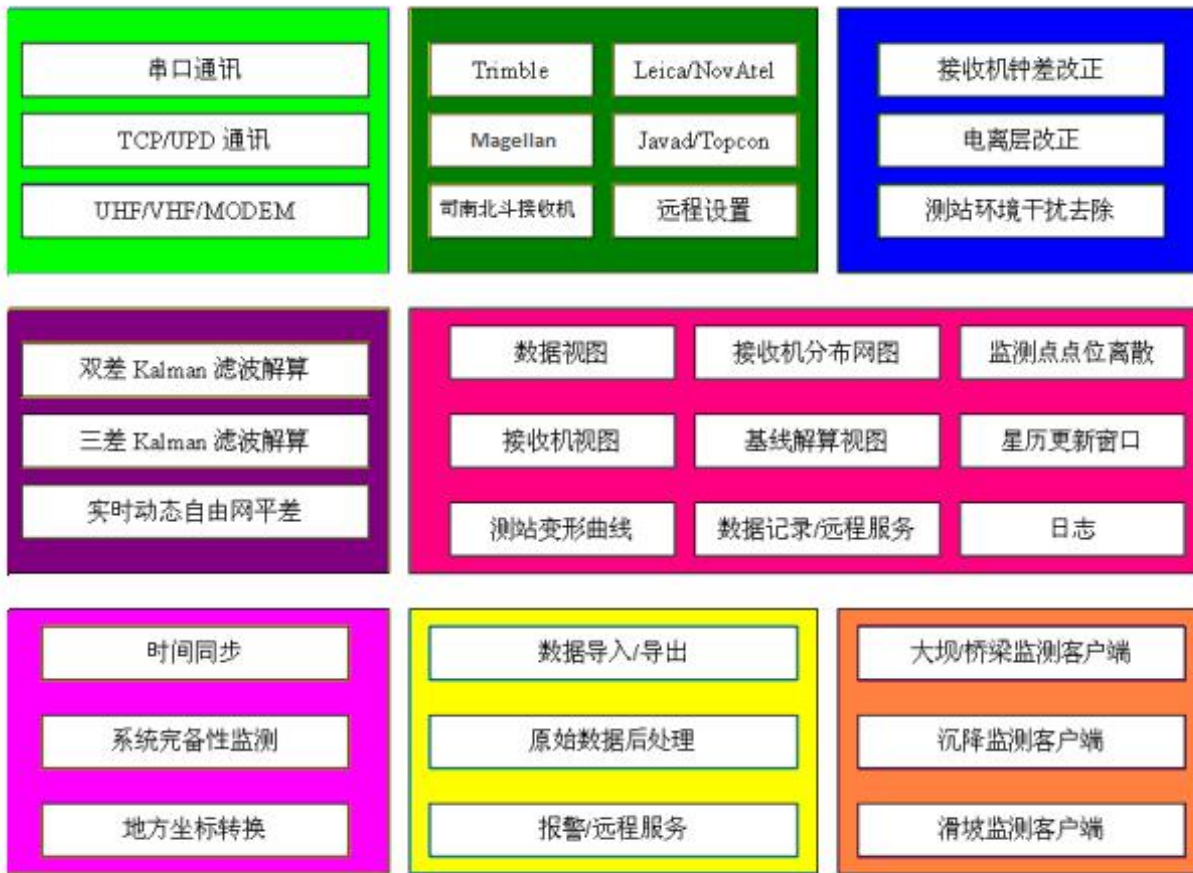 串口通讯
TCP/UPD 通讯
UHF/VHF/MODEM
Trimble
Leica/NovAtel
Magellan
Javad/Topcon
司南北斗接收机
远程设置
接收机钟差改正
电离层改正
测站环境干扰去除
双差 Kalman 滤波解算
三差 Kalman 滤波解算
实时动态自由网平差
数据视图
接收机分布网图
监测点点位离散
接收机视图
基线解算视图
星历更新窗口
测站变形曲线
数据记录/远程服务
日志
时间同步
系统完备性监测
地方坐标转换
数据导入/导出
原始数据后处理
报警/远程服务
大坝/桥梁监测客户端
沉降监测客户端
滑坡监测客户端